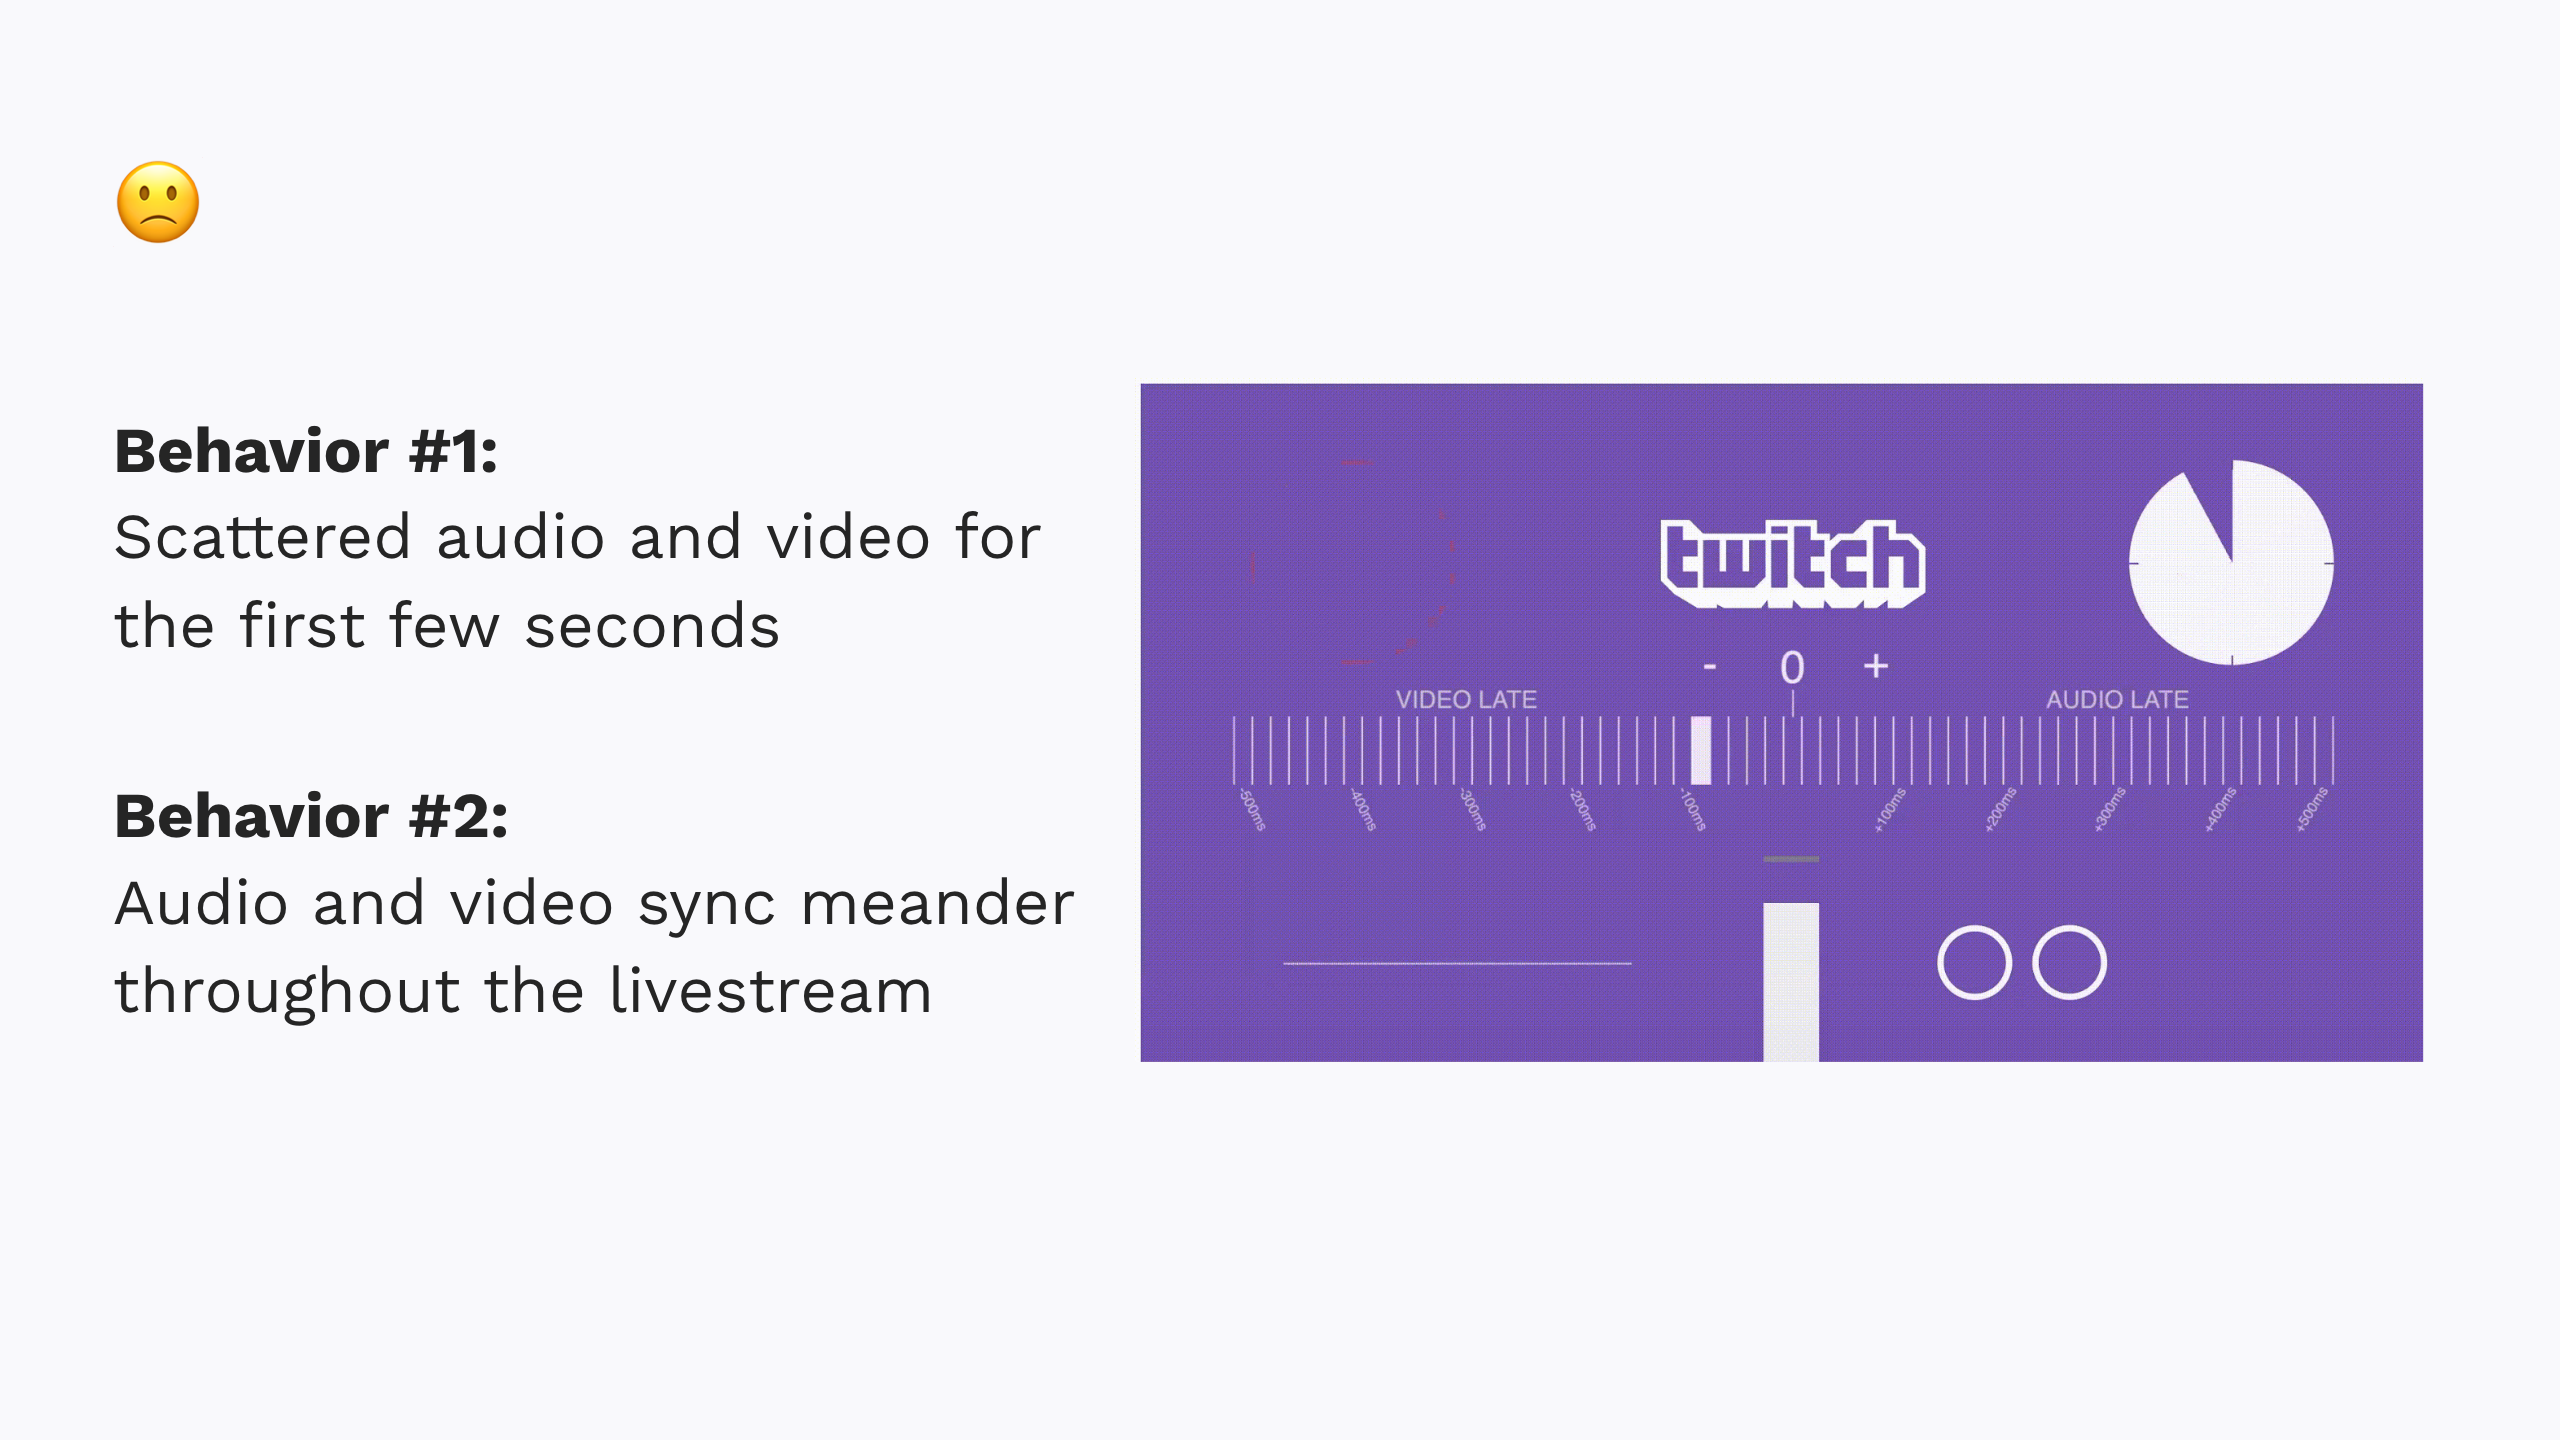 Behavior #1:
Scattered audio and video for
the first few seconds
Behavior #2:
Audio and video sync meander
throughout the livestream
twitch
- 0 +
VIDEO LATE AUDIO LATE
-500ms -400ms -300ms -200ms -100ms +100ms +200ms +300ms +400ms +500ms